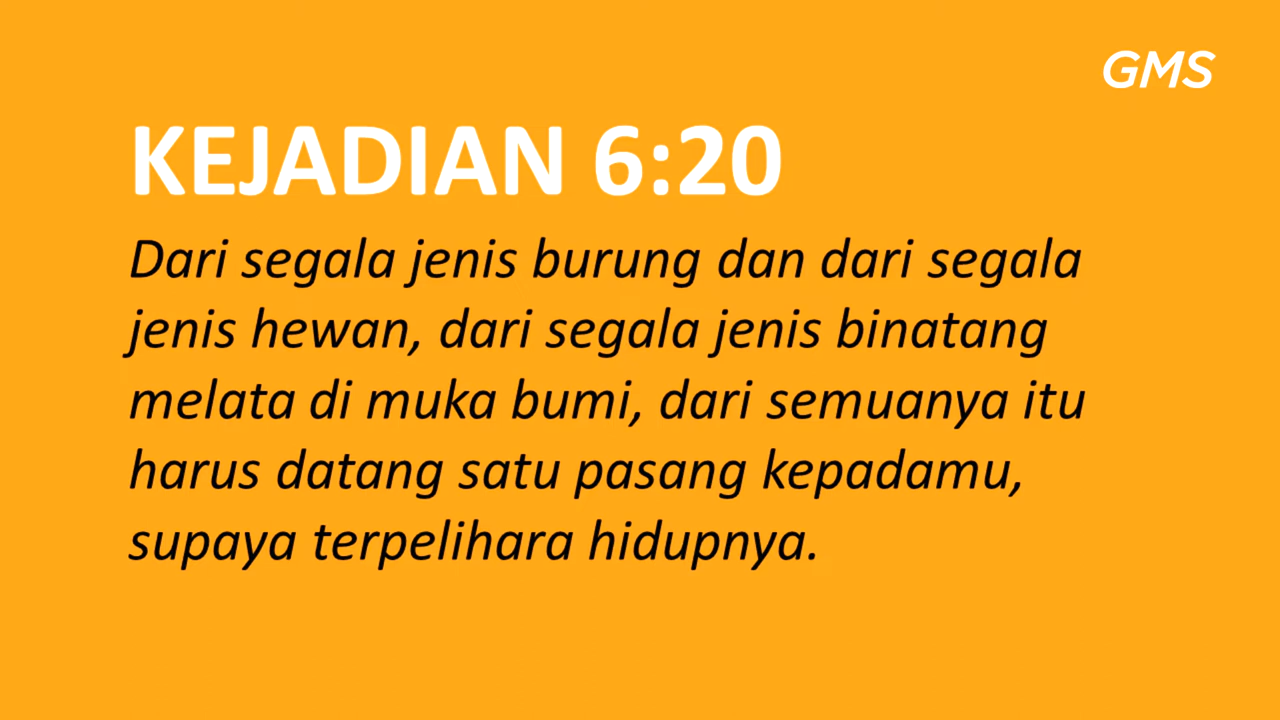 GMS
KEJADIAN 6:20
Dari segala jenis burung dan dari segala
jenis hewan, dari segala jenis binatang
melata di muka bumi, dari semuanya itu
harus datang satu pasang kepadamu,
supaya terpelihara hidupnya.